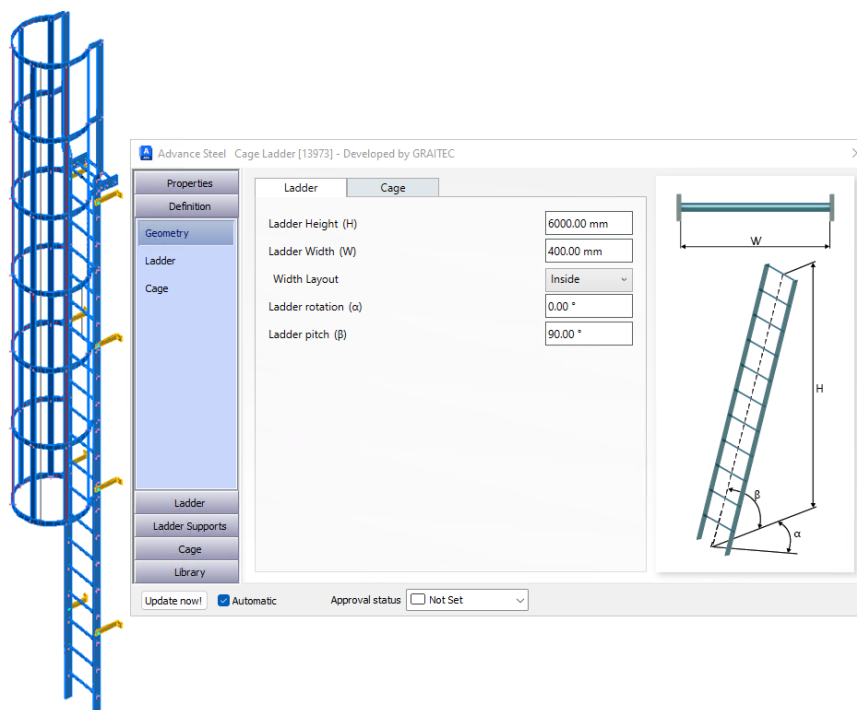 Advance Steel Cage Ladder [13973] - Developed by GRAITEC
Properties
Definition
Geometry
Ladder
Cage
Ladder
Ladder Supports
Cage
Library
Ladder
Cage
Ladder Height (H)
6000.00 mm
Ladder Width (W)
400.00 mm
Width Layout
Inside
Ladder rotation (α)
0.00 °
Ladder pitch (β)
90.00 °
W
H
β
α
Update now!
Automatic
Approval status
Not Set